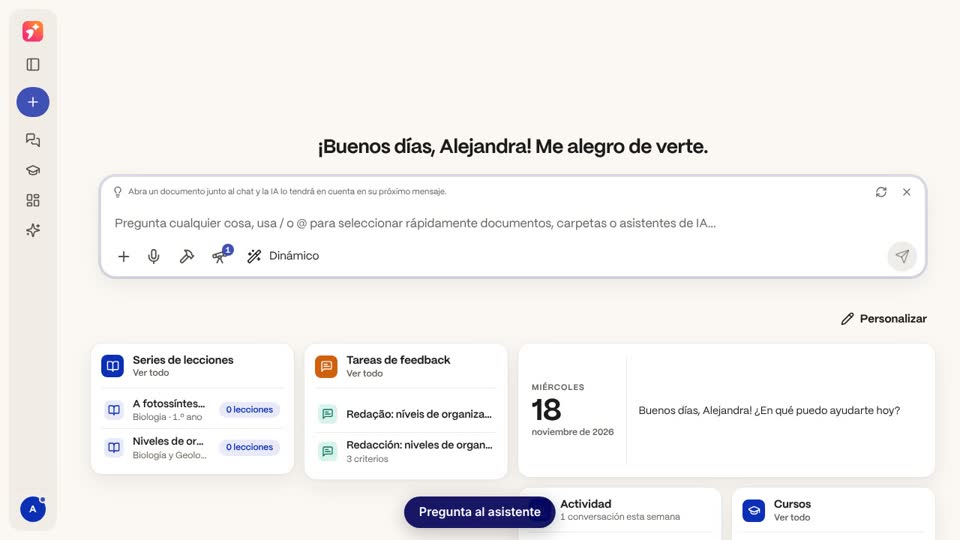 ¡Buenos días, Alejandra! Me alegro de verte.
Abra un documento junto al chat y la IA lo tendrá en cuenta en su próximo mensaje.
Pregunta cualquier cosa, usa / o @ para seleccionar rápidamente documentos, carpetas o asistentes de IA...
1
Dinámico
Personalizar
Series de lecciones
Ver todo
A fotossíntes...
Biologia · 1.º ano
0 lecciones
Niveles de or...
Biología y Geolo...
0 lecciones
Tareas de feedback
Ver todo
Redação: níveis de organiza...
Redacción: niveles de organ...
3 criterios
MIÉRCOLES
18
noviembre de 2026
Buenos días, Alejandra! ¿En qué puedo ayudarte hoy?
Actividad
1 conversación esta semana
Cursos
Ver todo
Pregunta al asistente
A